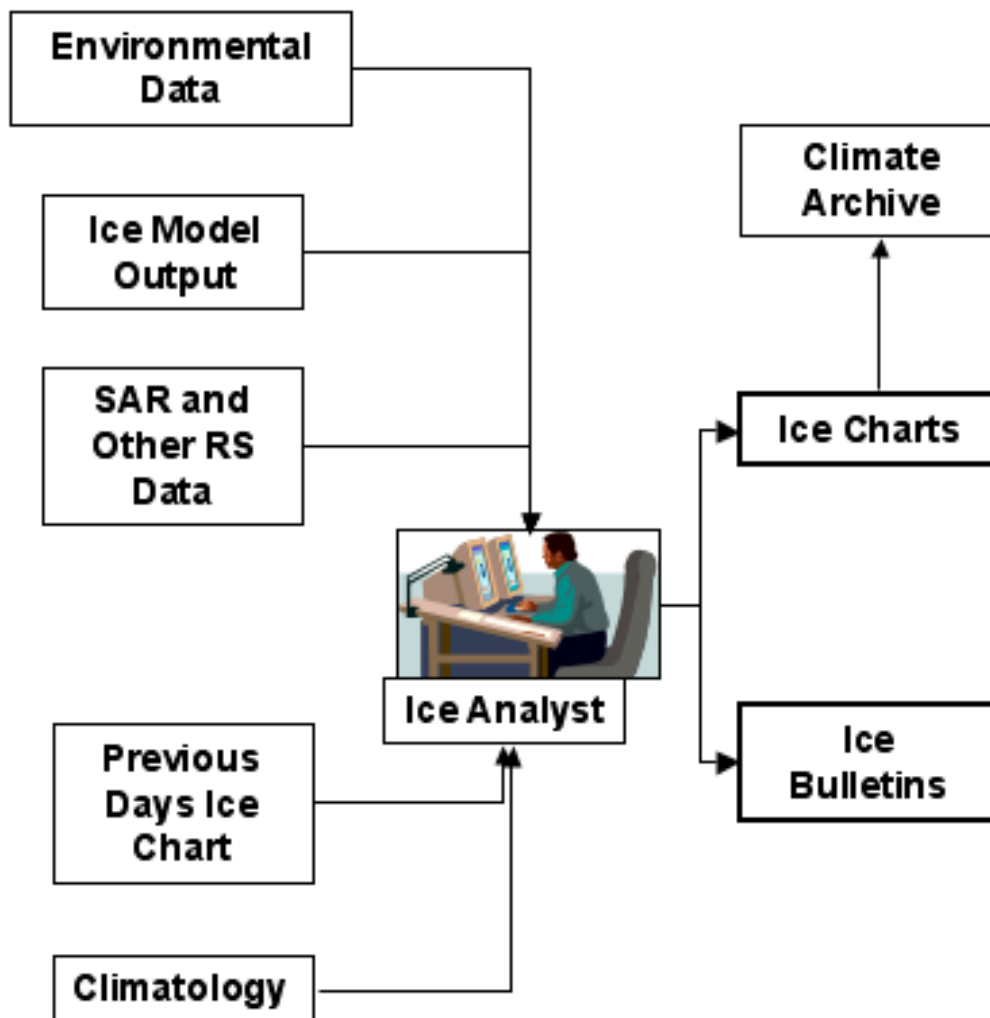 Environmental
Data
Ice Model
Output
SAR and
Other RS
Data
Ice Analyst
Previous
Days Ice
Chart
Climatology
Climate
Archive
Ice Charts
Ice
Bulletins